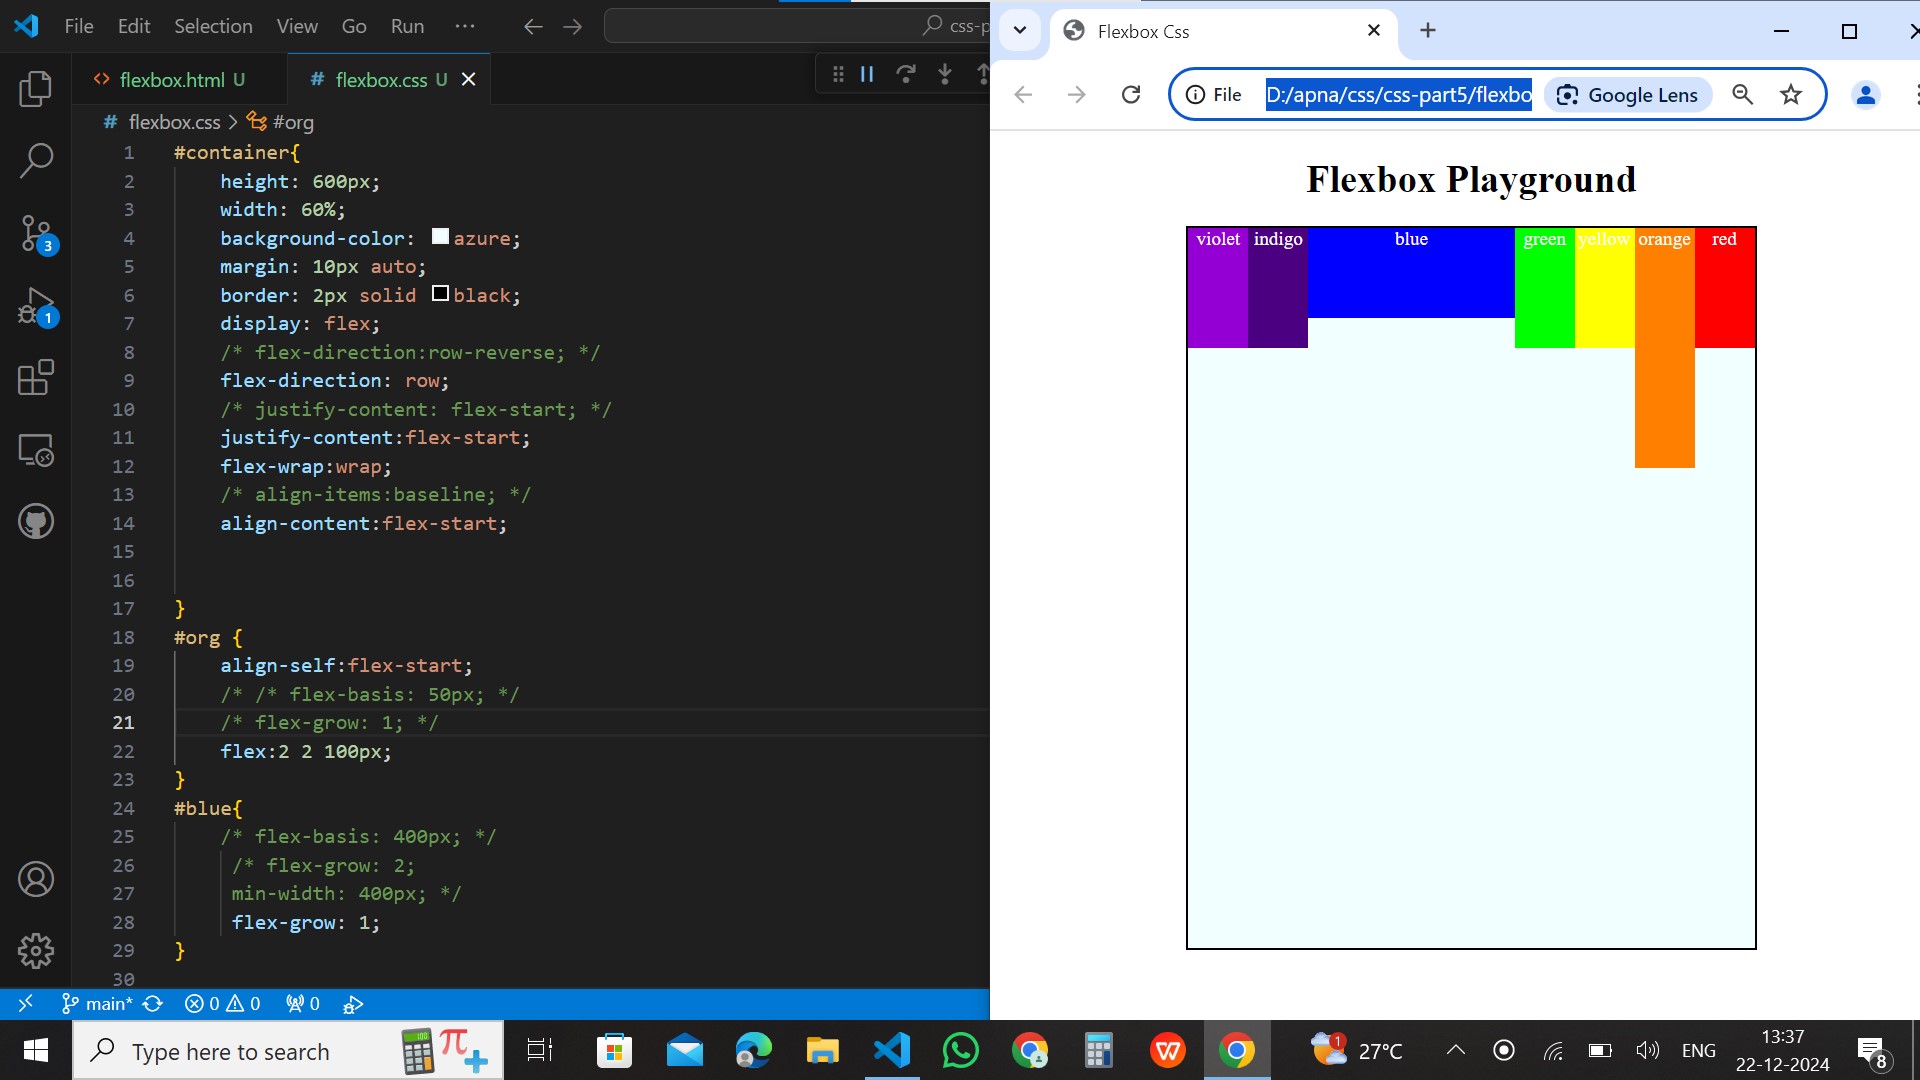 File Edit Selection View Go Run ··· css-p
flexbox.html U flexbox.css U
flexbox.css > #org
1 #container{
2 height: 600px;
3 width: 60%;
4 background-color: azure;
5 margin: 10px auto;
6 border: 2px solid black;
7 display: flex;
8 /* flex-direction:row-reverse; */
9 flex-direction: row;
10 /* justify-content: flex-start; */
11 justify-content:flex-start;
12 flex-wrap:wrap;
13 /* align-items:baseline; */
14 align-content:flex-start;
15
16
17 }
18 #org {
19 align-self:flex-start;
20 /* /* flex-basis: 50px; */
21 /* flex-grow: 1; */
22 flex:2 2 100px;
23 }
24 #blue{
25 /* flex-basis: 400px; */
26 /* flex-grow: 2;
27 min-width: 400px; */
28 flex-grow: 1;
29 }
30
3
1
main* 0 0 0
Flexbox Css
File D:/apna/css/css-part5/flexbo Google Lens
Flexbox Playground
violet indigo blue green yellow orange red
Type here to search
1 27°C ENG 13:37
22-12-2024 8